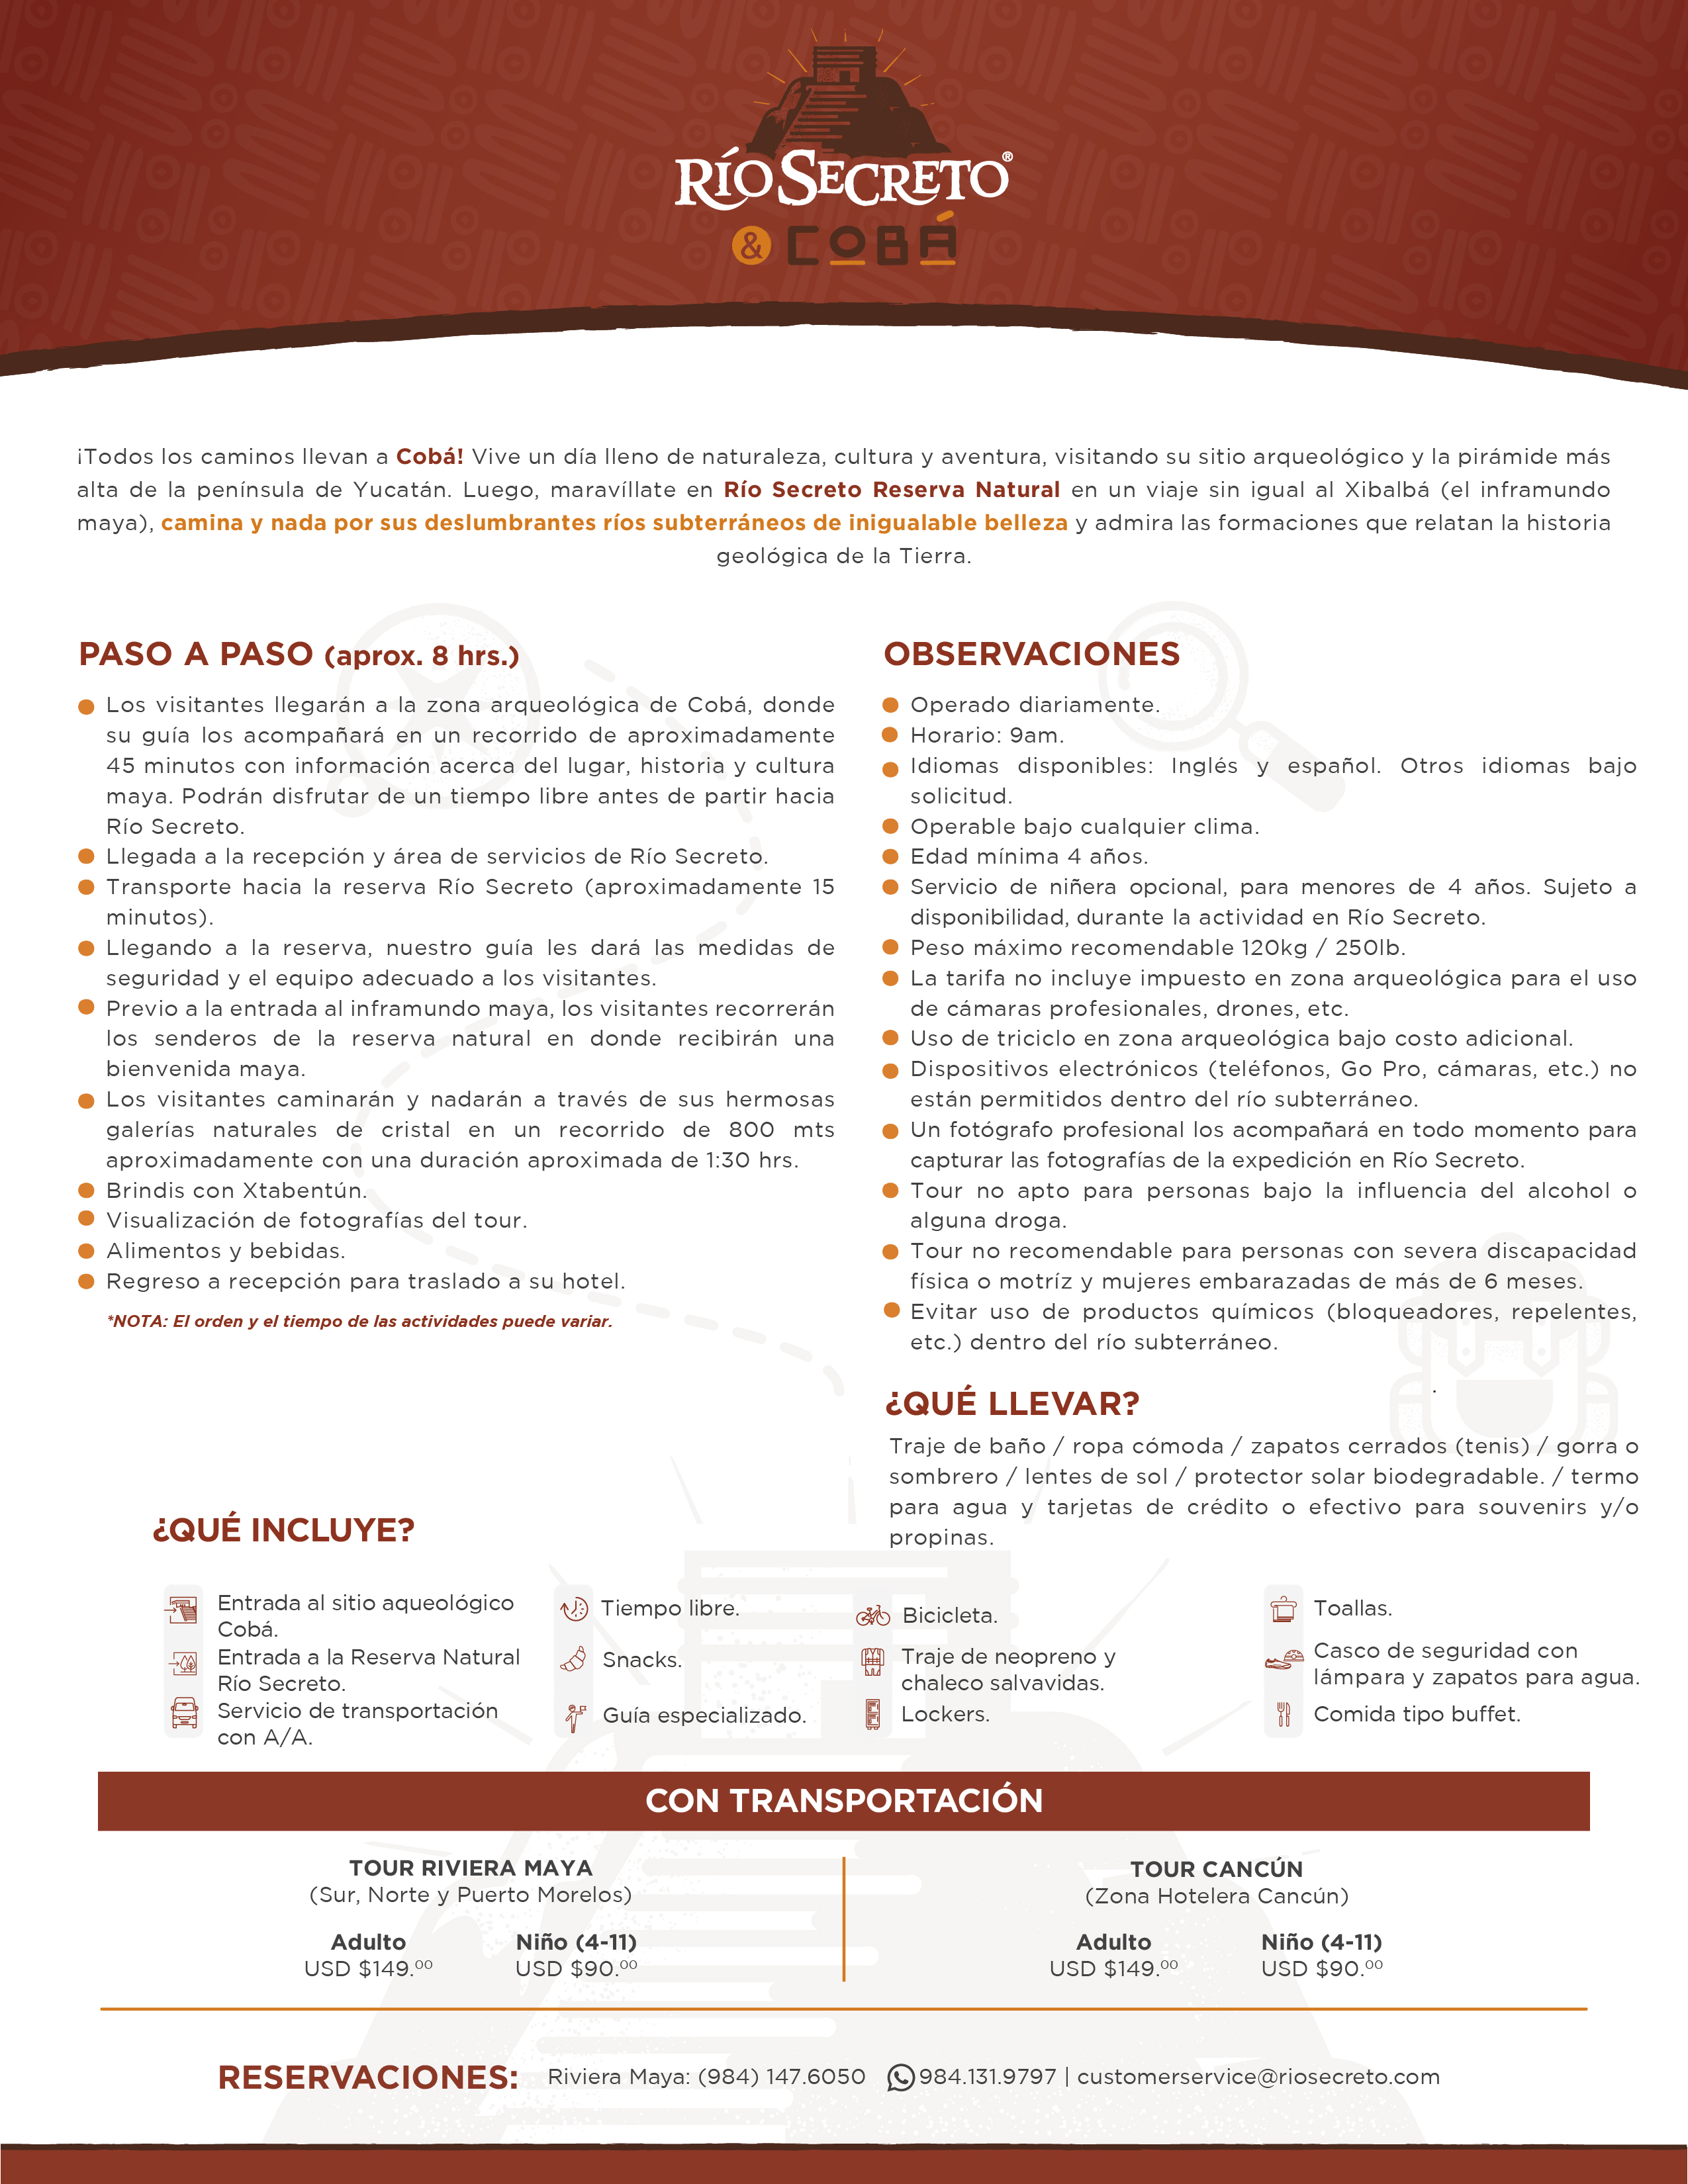 RÍO SECRETO®
& COBÁ
¡Todos los caminos llevan a Cobá! Vive un día lleno de naturaleza, cultura y aventura, visitando su sitio arqueológico y la pirámide más
alta de la península de Yucatán. Luego, maravíllate en Río Secreto Reserva Natural en un viaje sin igual al Xibalbá (el inframundo
maya), camina y nada por sus deslumbrantes ríos subterráneos de inigualable belleza y admira las formaciones que relatan la historia
geológica de la Tierra.
PASO A PASO (aprox. 8 hrs.)
Los visitantes llegarán a la zona arqueológica de Cobá, donde
su guía los acompañará en un recorrido de aproximadamente
45 minutos con información acerca del lugar, historia y cultura
maya. Podrán disfrutar de un tiempo libre antes de partir hacia
Río Secreto.
Llegada a la recepción y área de servicios de Río Secreto.
Transporte hacia la reserva Río Secreto (aproximadamente 15
minutos).
Llegando a la reserva, nuestro guía les dará las medidas de
seguridad y el equipo adecuado a los visitantes.
Previo a la entrada al inframundo maya, los visitantes recorrerán
los senderos de la reserva natural en donde recibirán una
bienvenida maya.
Los visitantes caminarán y nadarán a través de sus hermosas
galerías naturales de cristal en un recorrido de 800 mts
aproximadamente con una duración aproximada de 1:30 hrs.
Brindis con Xtabentún.
Visualización de fotografías del tour.
Alimentos y bebidas.
Regreso a recepción para traslado a su hotel.
*NOTA: El orden y el tiempo de las actividades puede variar.
OBSERVACIONES
Operado diariamente.
Horario: 9am.
Idiomas disponibles: Inglés y español. Otros idiomas bajo
solicitud.
Operable bajo cualquier clima.
Edad mínima 4 años.
Servicio de niñera opcional, para menores de 4 años. Sujeto a
disponibilidad, durante la actividad en Río Secreto.
Peso máximo recomendable 120kg / 250lb.
La tarifa no incluye impuesto en zona arqueológica para el uso
de cámaras profesionales, drones, etc.
Uso de triciclo en zona arqueológica bajo costo adicional.
Dispositivos electrónicos (teléfonos, Go Pro, cámaras, etc.) no
están permitidos dentro del río subterráneo.
Un fotógrafo profesional los acompañará en todo momento para
capturar las fotografías de la expedición en Río Secreto.
Tour no apto para personas bajo la influencia del alcohol o
alguna droga.
Tour no recomendable para personas con severa discapacidad
física o motríz y mujeres embarazadas de más de 6 meses.
Evitar uso de productos químicos (bloqueadores, repelentes,
etc.) dentro del río subterráneo.
.
¿QUÉ LLEVAR?
Traje de baño / ropa cómoda / zapatos cerrados (tenis) / gorra o
sombrero / lentes de sol / protector solar biodegradable. / termo
para agua y tarjetas de crédito o efectivo para souvenirs y/o
propinas.
¿QUÉ INCLUYE?
Entrada al sitio aqueológico
Cobá.
Entrada a la Reserva Natural
Río Secreto.
Servicio de transportación
con A/A.
Tiempo libre.
Snacks.
Guía especializado.
Bicicleta.
Traje de neopreno y
chaleco salvavidas.
Lockers.
Toallas.
Casco de seguridad con
lámpara y zapatos para agua.
Comida tipo buffet.
CON TRANSPORTACIÓN
TOUR RIVIERA MAYA
(Sur, Norte y Puerto Morelos)
Adulto Niño (4-11)
USD $149.00 USD $90.00
TOUR CANCÚN
(Zona Hotelera Cancún)
Adulto Niño (4-11)
USD $149.00 USD $90.00
RESERVACIONES: Riviera Maya: (984) 147.6050 984.131.9797 | customerservice@riosecreto.com